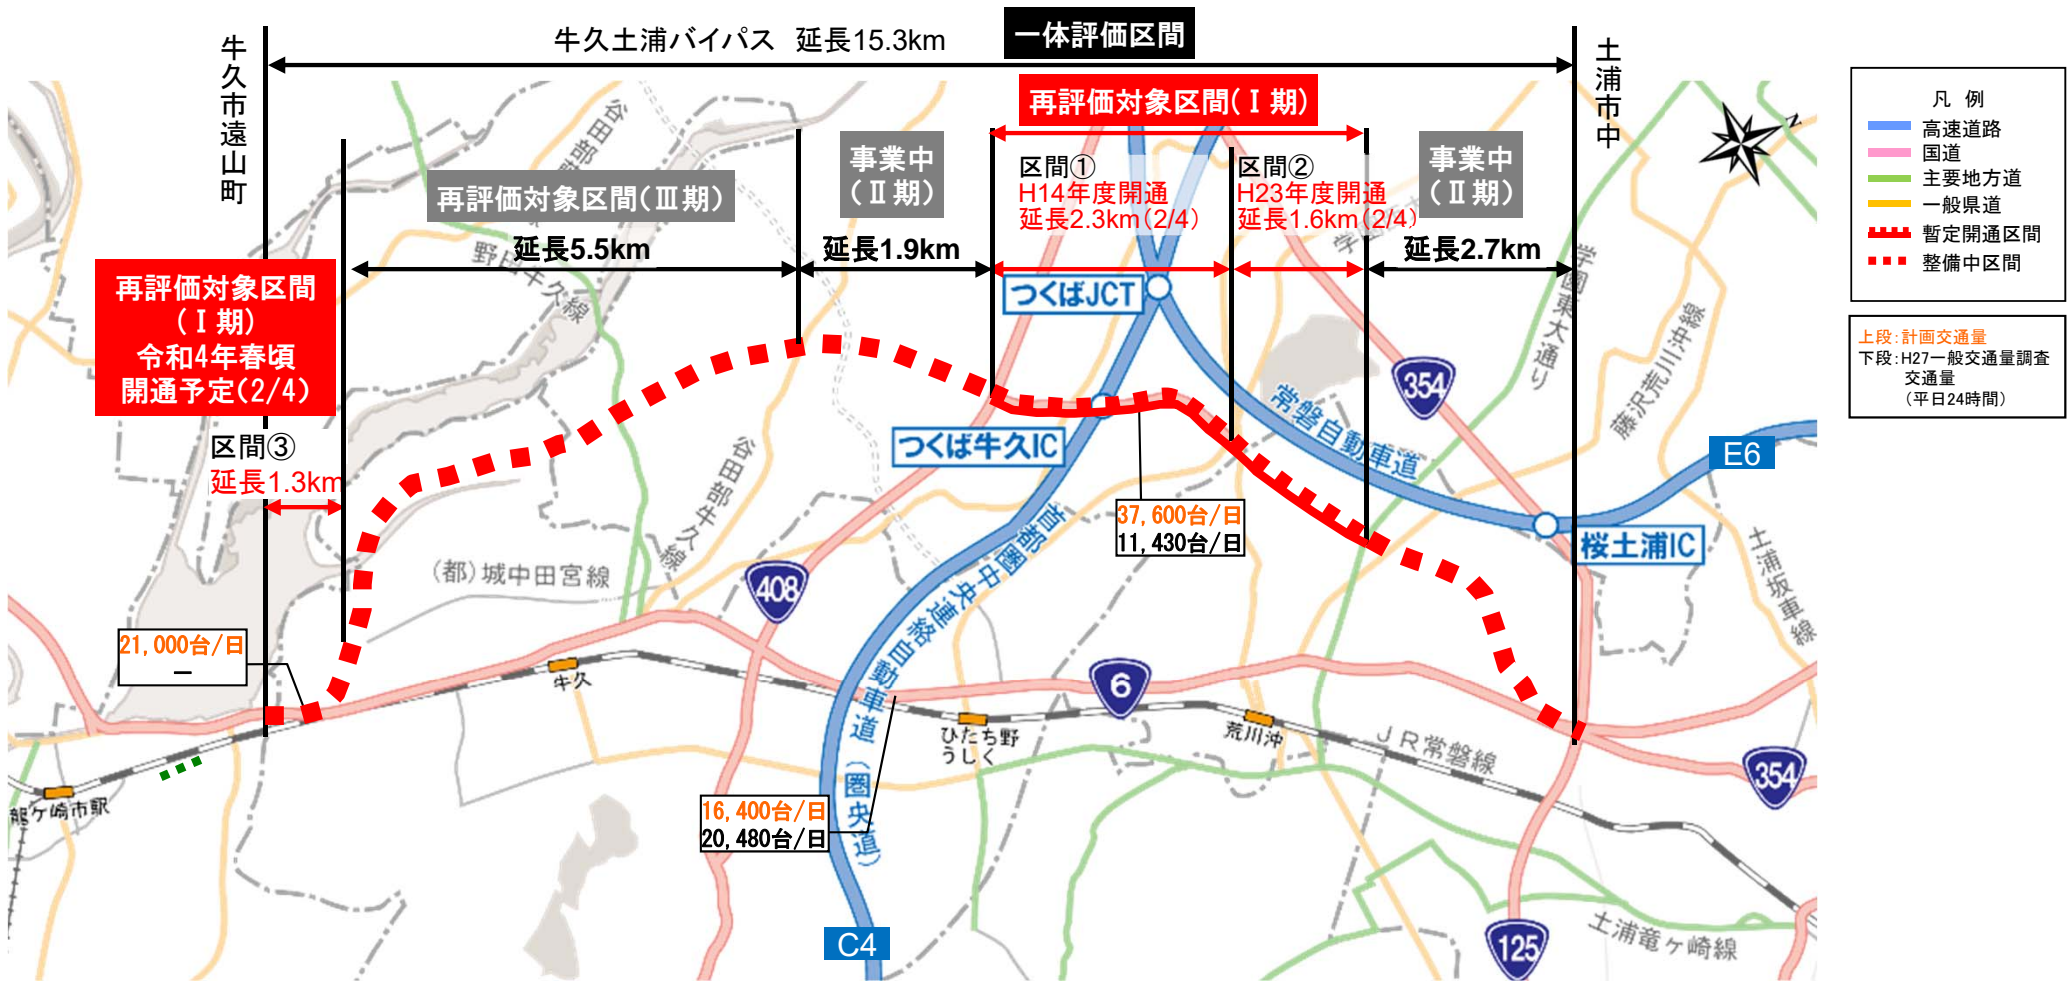 牛久土浦バイパス 延長15.3km
一体評価区間
牛久市遠山町
土浦市中
再評価対象区間(Ⅰ期)
区間①
H14年度開通
延長2.3km(2/4)
区間②
H23年度開通
延長1.6km(2/4)
事業中
(Ⅱ期)
延長1.9km
事業中
(Ⅱ期)
延長2.7km
再評価対象区間(Ⅲ期)
延長5.5km
再評価対象区間
(Ⅰ期)
令和4年春頃
開通予定(2/4)
区間③
延長1.3km
凡 例
高速道路
国道
主要地方道
一般県道
暫定開通区間
整備中区間
上段:計画交通量
下段:H27一般交通量調査
交通量
(平日24時間)
谷田部
野田牛久線
谷田部牛久線
(都)城中田宮線
つくばJCT
つくば牛久IC
常磐自動車道
桜土浦IC
学園東大通り
藤沢荒川沖線
土浦坂車線
首都圏中央連絡自動車道(圏央道)
37,600台/日
11,430台/日
21,000台/日
－
16,400台/日
20,480台/日
354
408
6
354
125
E6
C4
N
牛久
ひたち野
うしく
荒川沖
JR常磐線
龍ケ崎市駅
土浦竜ヶ崎線